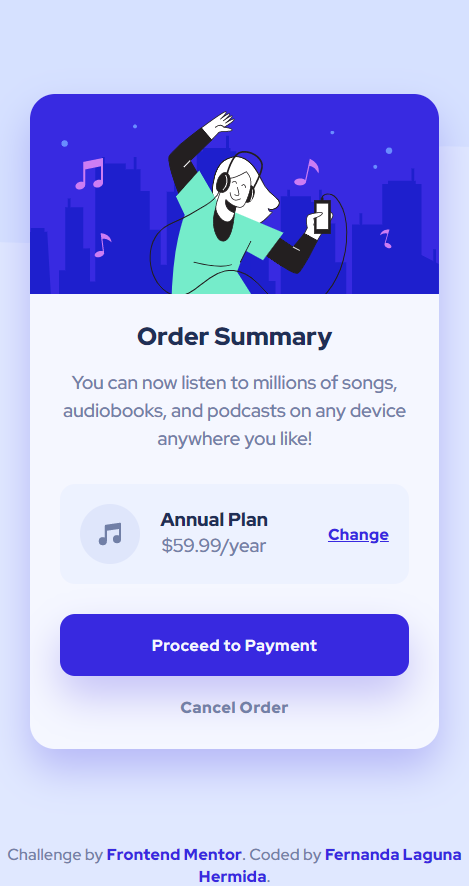 Order Summary
You can now listen to millions of songs,
audiobooks, and podcasts on any device
anywhere you like!
Annual Plan
$59.99/year
Change
Proceed to Payment
Cancel Order
Challenge by Frontend Mentor. Coded by Fernanda Laguna
Hermida.